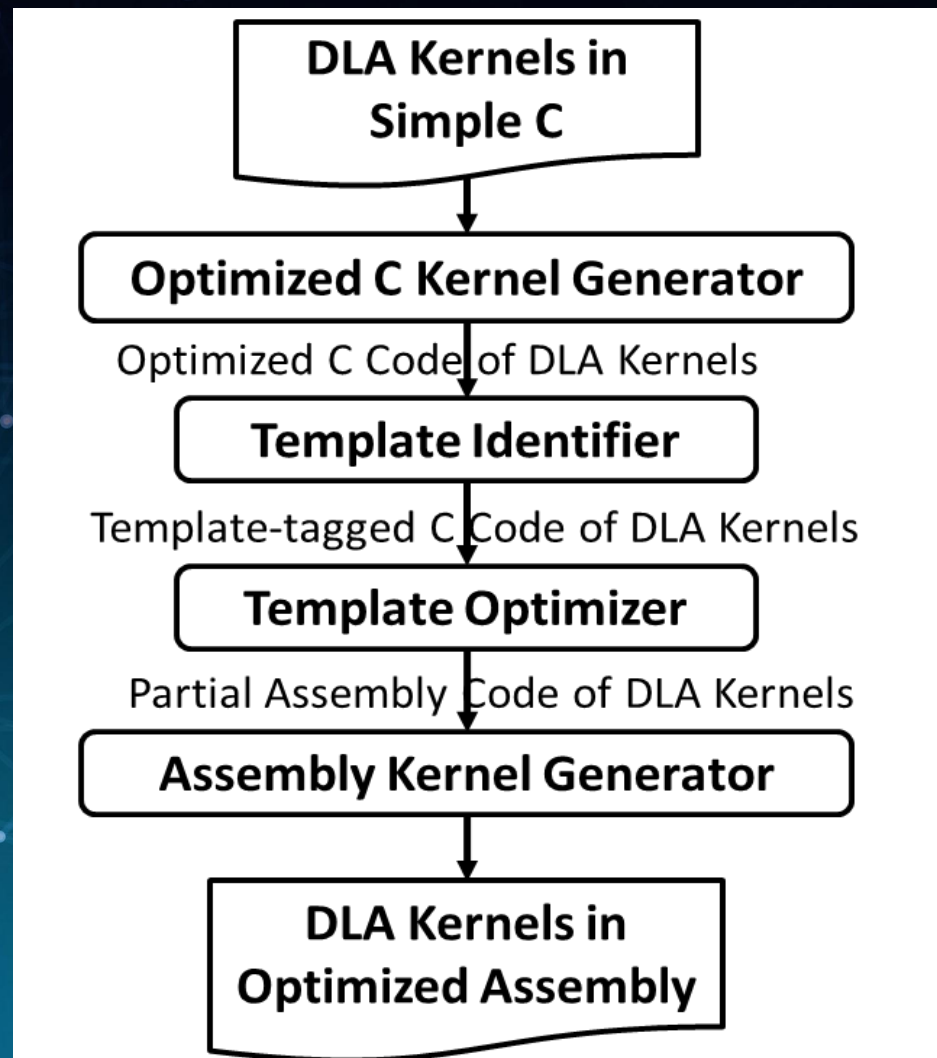 DLA Kernels in
Simple C
Optimized C Kernel Generator
Optimized C Code of DLA Kernels
Template Identifier
Template-tagged C Code of DLA Kernels
Template Optimizer
Partial Assembly Code of DLA Kernels
Assembly Kernel Generator
DLA Kernels in
Optimized Assembly